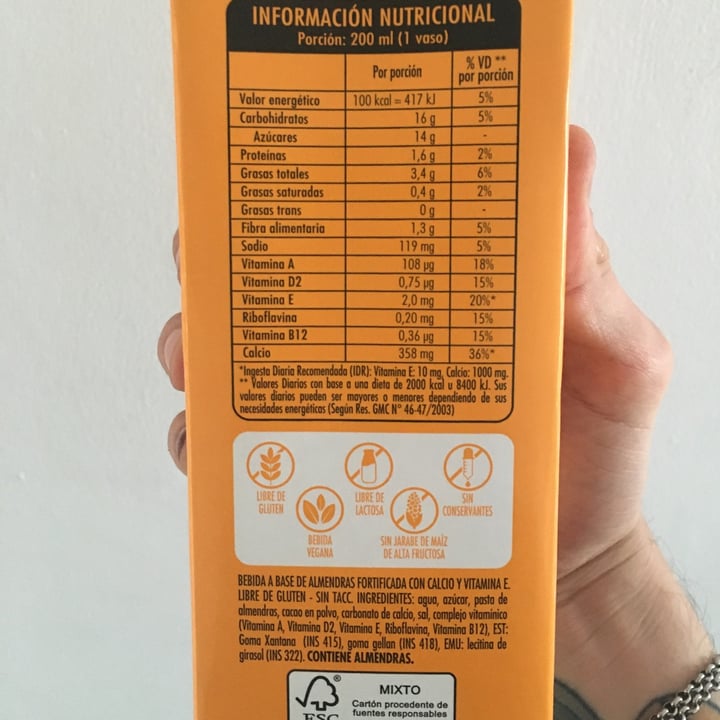 INFORMACIÓN NUTRICIONAL
Porción: 200 ml (1 vaso)
Por porción % VD ** por porción
Valor energético 100 kcal = 417 kJ 5%
Carbohidratos 16 g 5%
Azúcares 14 g -
Proteínas 1,6 g 2%
Grasas totales 3,4 g 6%
Grasas saturadas 0,4 g 2%
Grasas trans 0 g -
Fibra alimentaria 1,3 g 5%
Sodio 119 mg 5%
Vitamina A 108 µg 18%
Vitamina D2 0,75 µg 15%
Vitamina E 2,0 mg 20%*
Riboflavina 0,20 mg 15%
Vitamina B12 0,36 µg 15%
Calcio 358 mg 36%*
*Ingesta Diaria Recomendada (IDR): Vitamina E: 10 mg, Calcio: 1000 mg.
** Valores Diarios con base a una dieta de 2000 kcal u 8400 kJ. Sus
valores diarios pueden ser mayores o menores dependiendo de sus
necesidades energéticas (Según Res. GMC N° 46-47/2003)
LIBRE DE
GLUTEN
LIBRE DE
LACTOSA
SIN
CONSERVANTES
BEBIDA
VEGANA
SIN JARABE DE MAÍZ
DE ALTA FRUCTOSA
BEBIDA A BASE DE ALMENDRAS FORTIFICADA CON CALCIO Y VITAMINA E.
LIBRE DE GLUTEN - SIN TACC. INGREDIENTES: agua, azúcar, pasta de
almendras, cacao en polvo, carbonato de calcio, sal, complejo vitamínico
(Vitamina A, Vitamina D2, Vitamina E, Riboflavina, Vitamina B12), EST:
Goma Xantana (INS 415), goma gellan (INS 418), EMU: lecitina de
girasol (INS 322). CONTIENE ALMENDRAS.
®
FSC
MIXTO
Cartón procedente de
fuentes responsables